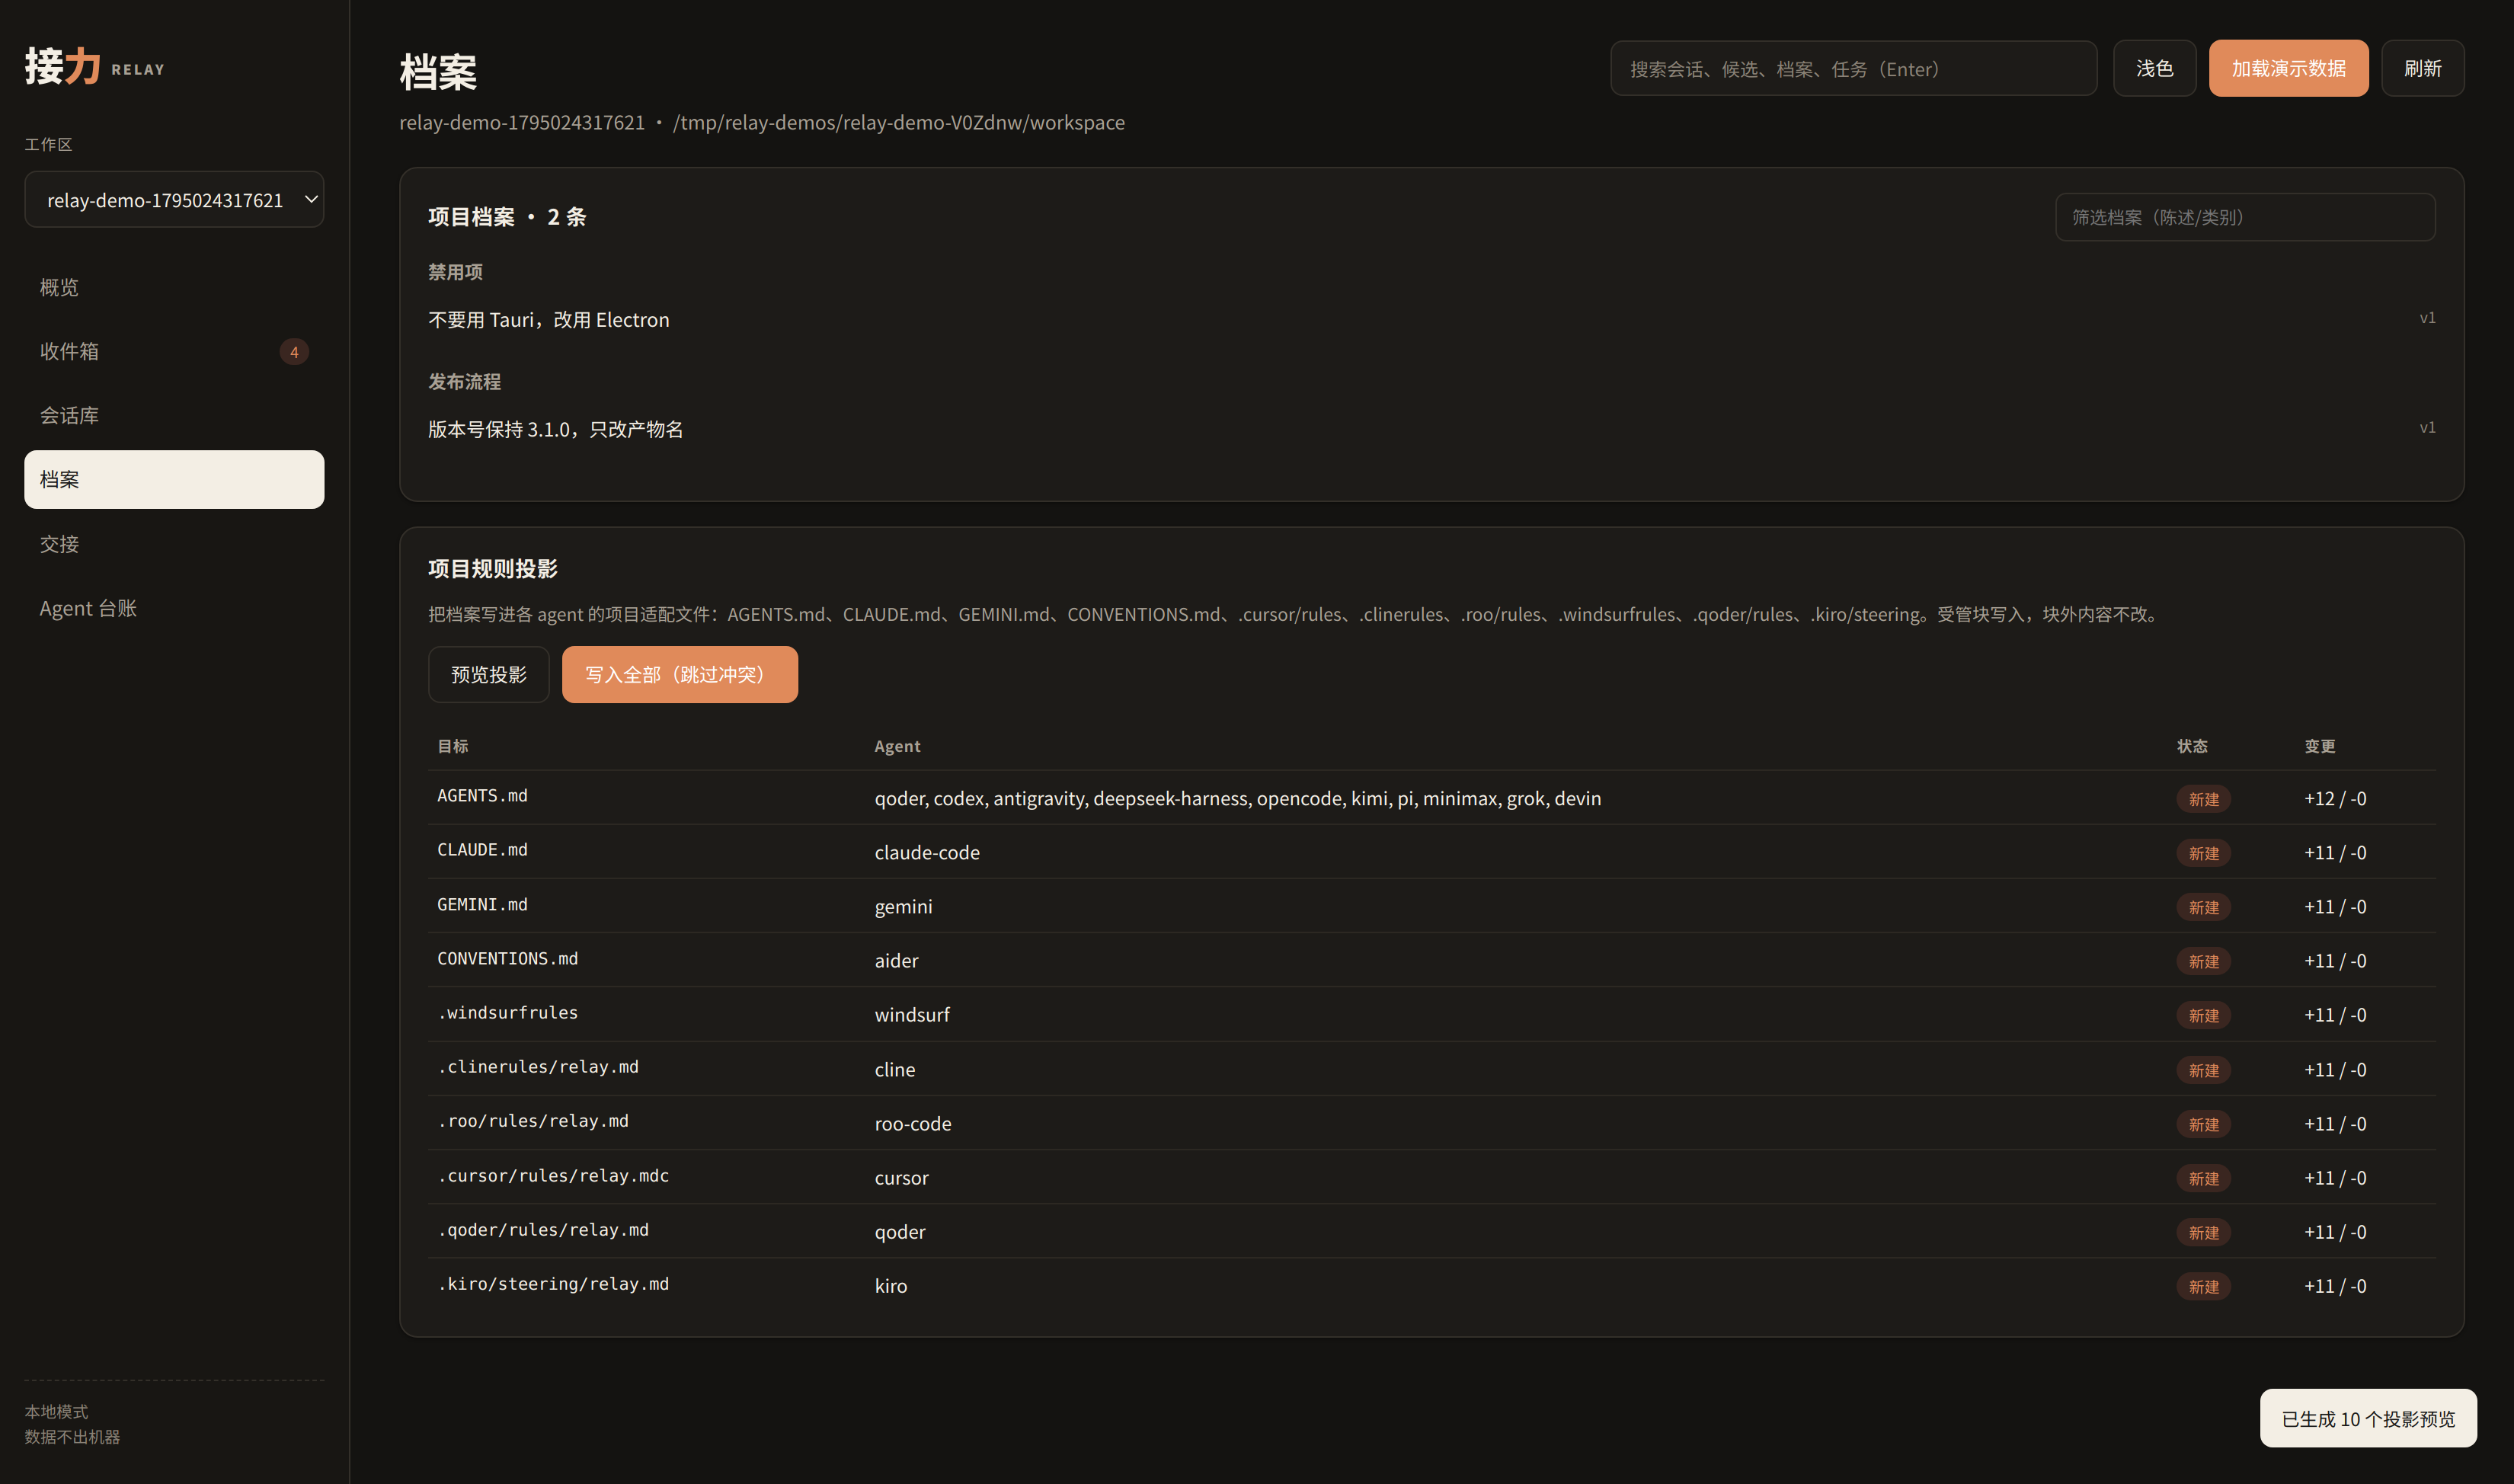 接力 RELAY
工作区
relay-demo-1795024317621
概览
收件箱 4
会话库
档案
交接
Agent 台账
本地模式
数据不出机器
档案
搜索会话、候选、档案、任务（Enter） 浅色 加载演示数据 刷新
relay-demo-1795024317621 · /tmp/relay-demos/relay-demo-V0Zdnw/workspace
项目档案 · 2 条 筛选档案（陈述/类别）
禁用项
不要用 Tauri，改用 Electron v1
发布流程
版本号保持 3.1.0，只改产物名 v1
项目规则投影
把档案写进各 agent 的项目适配文件：AGENTS.md、CLAUDE.md、GEMINI.md、CONVENTIONS.md、.cursor/rules、.clinerules、.roo/rules、.windsurfrules、.qoder/rules、.kiro/steering。受管块写入，块外内容不改。
预览投影 写入全部（跳过冲突）
目标 Agent 状态 变更
AGENTS.md qoder, codex, antigravity, deepseek-harness, opencode, kimi, pi, minimax, grok, devin 新建 +12 / -0
CLAUDE.md claude-code 新建 +11 / -0
GEMINI.md gemini 新建 +11 / -0
CONVENTIONS.md aider 新建 +11 / -0
.windsurfrules windsurf 新建 +11 / -0
.clinerules/relay.md cline 新建 +11 / -0
.roo/rules/relay.md roo-code 新建 +11 / -0
.cursor/rules/relay.mdc cursor 新建 +11 / -0
.qoder/rules/relay.md qoder 新建 +11 / -0
.kiro/steering/relay.md kiro 新建 +11 / -0
已生成 10 个投影预览